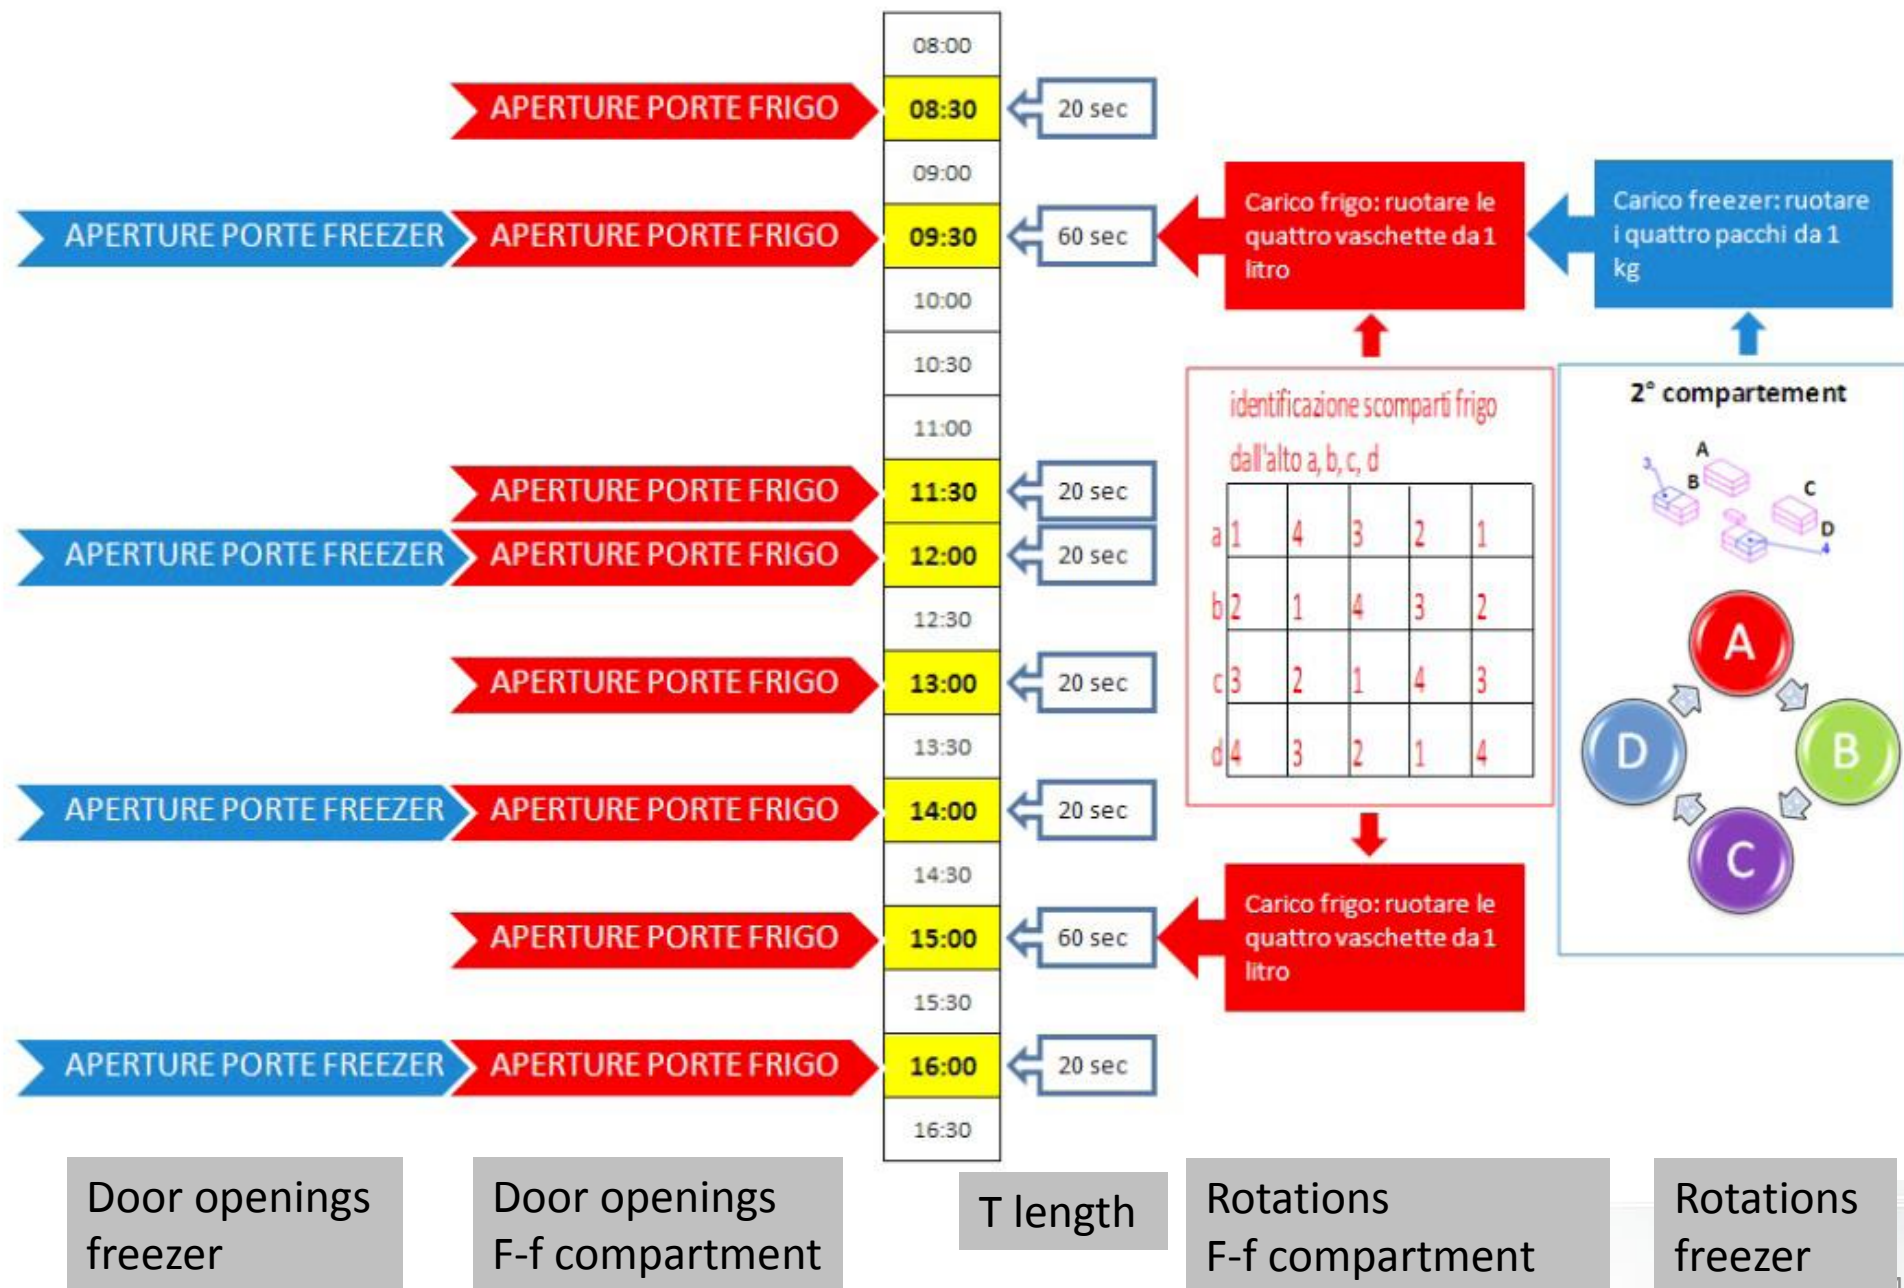 08:00
APERTURE PORTE FRIGO 08:30 20 sec
09:00
APERTURE PORTE FREEZER APERTURE PORTE FRIGO 09:30 60 sec
Carico frigo: ruotare le
quattro vaschette da 1
litro
Carico freezer: ruotare
i quattro pacchi da 1
kg
10:00
10:30
11:00
APERTURE PORTE FRIGO 11:30 20 sec
APERTURE PORTE FREEZER APERTURE PORTE FRIGO 12:00 20 sec
12:30
APERTURE PORTE FRIGO 13:00 20 sec
13:30
APERTURE PORTE FREEZER APERTURE PORTE FRIGO 14:00 20 sec
14:30
APERTURE PORTE FRIGO 15:00 60 sec
15:30
APERTURE PORTE FREEZER APERTURE PORTE FRIGO 16:00 20 sec
16:30
identificazione scomparti frigo
dall'alto a, b, c, d
a 1 4 3 2 1
b 2 1 4 3 2
c 3 2 1 4 3
d 4 3 2 1 4
Carico frigo: ruotare le
quattro vaschette da 1
litro
2° compartement
A
3
B
C
D
4
A
D
B
C
Door openings
freezer
Door openings
F-f compartment
T length
Rotations
F-f compartment
Rotations
freezer